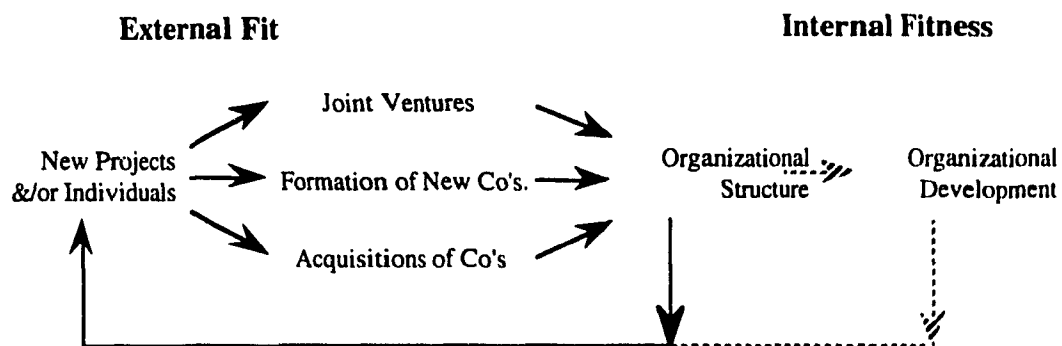 External Fit
Internal Fitness
Joint Ventures
New Projects
&/or Individuals
Formation of New Co's.
Acquisitions of Co's
Organizational
Structure
Organizational
Development